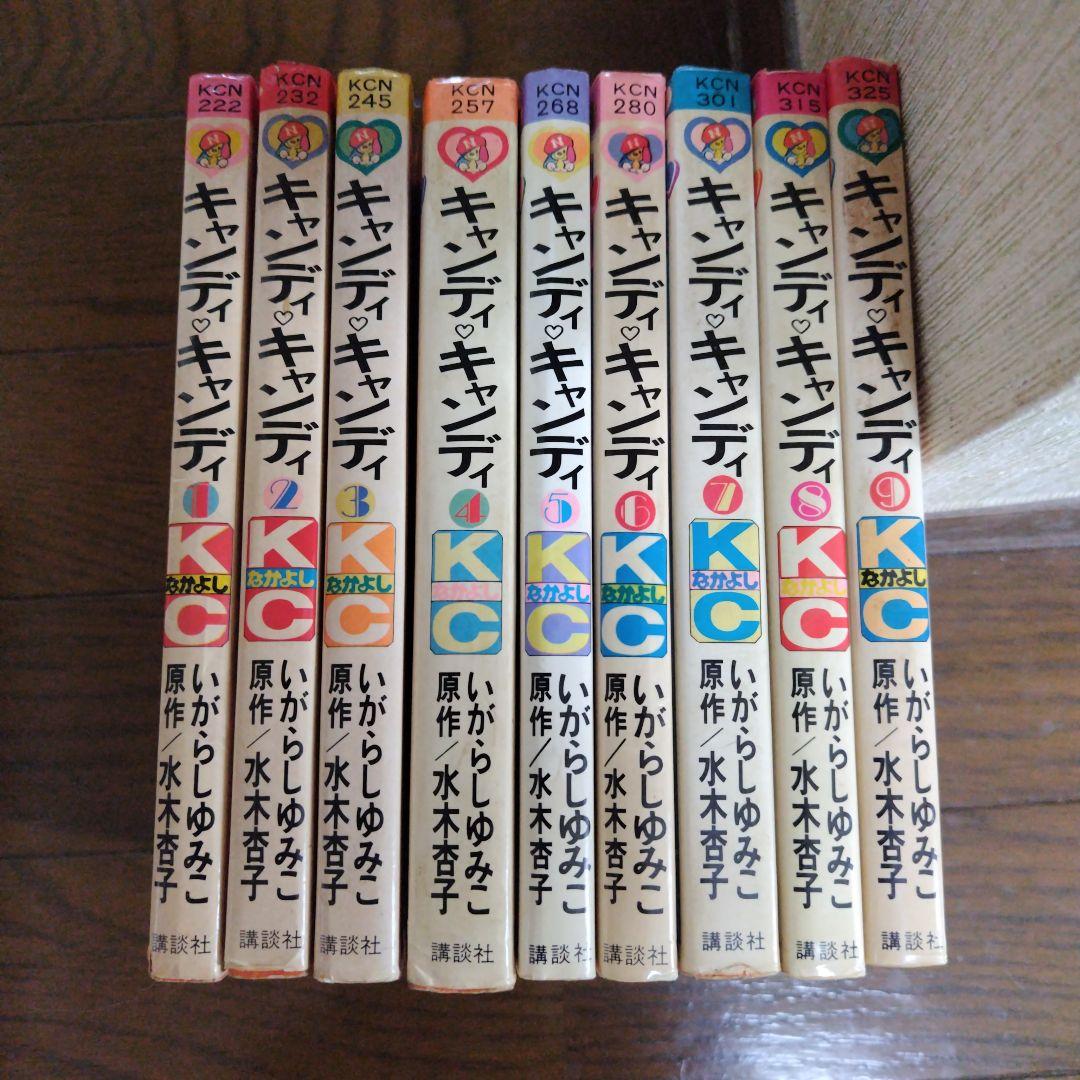 KCN
222
キャンディ♡キャンディ
1
KC
なかよし
いがらしゆみこ
原作／水木杏子
講談社
KCN
232
キャンディ♡キャンディ
2
KC
なかよし
いがらしゆみこ
原作／水木杏子
講談社
KCN
245
キャンディ♡キャンディ
3
KC
なかよし
いがらしゆみこ
原作／水木杏子
講談社
KCN
257
キャンディ♡キャンディ
4
KC
なかよし
いがらしゆみこ
原作／水木杏子
講談社
KCN
268
キャンディ♡キャンディ
5
KC
なかよし
いがらしゆみこ
原作／水木杏子
講談社
KCN
280
キャンディ♡キャンディ
6
KC
なかよし
いがらしゆみこ
原作／水木杏子
講談社
KCN
301
キャンディ♡キャンディ
7
KC
なかよし
いがらしゆみこ
原作／水木杏子
講談社
KCN
315
キャンディ♡キャンディ
8
KC
なかよし
いがらしゆみこ
原作／水木杏子
講談社
KCN
325
キャンディ♡キャンディ
9
KC
なかよし
いがらしゆみこ
原作／水木杏子
講談社